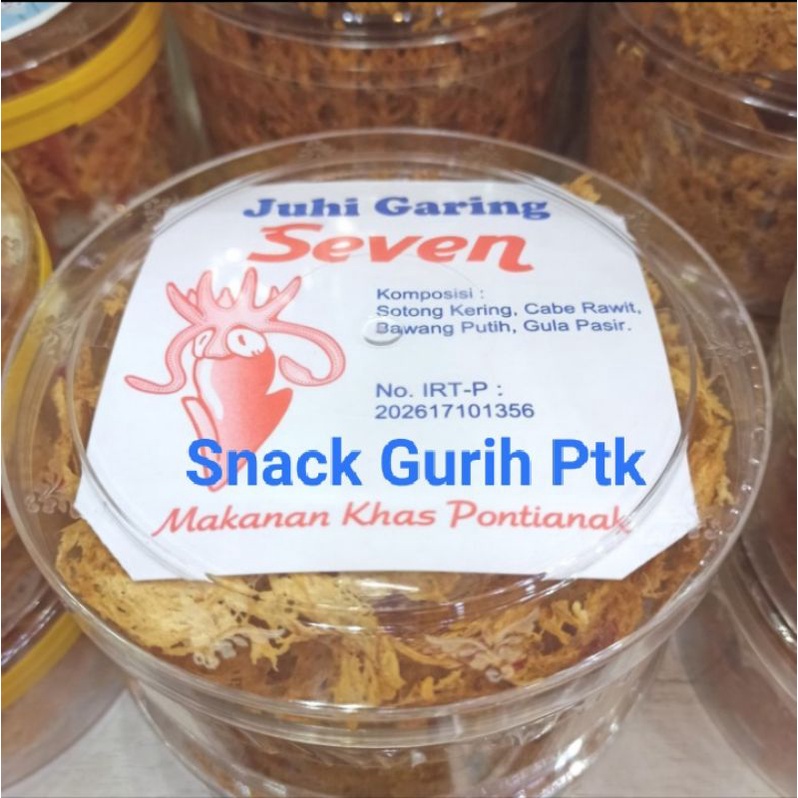 Juhi Garing
Seven
Komposisi :
Sotong Kering, Cabe Rawit,
Bawang Putih, Gula Pasir.
No. IRT-P :
202617101356
Snack Gurih Ptk
Makanan Khas Pontianak